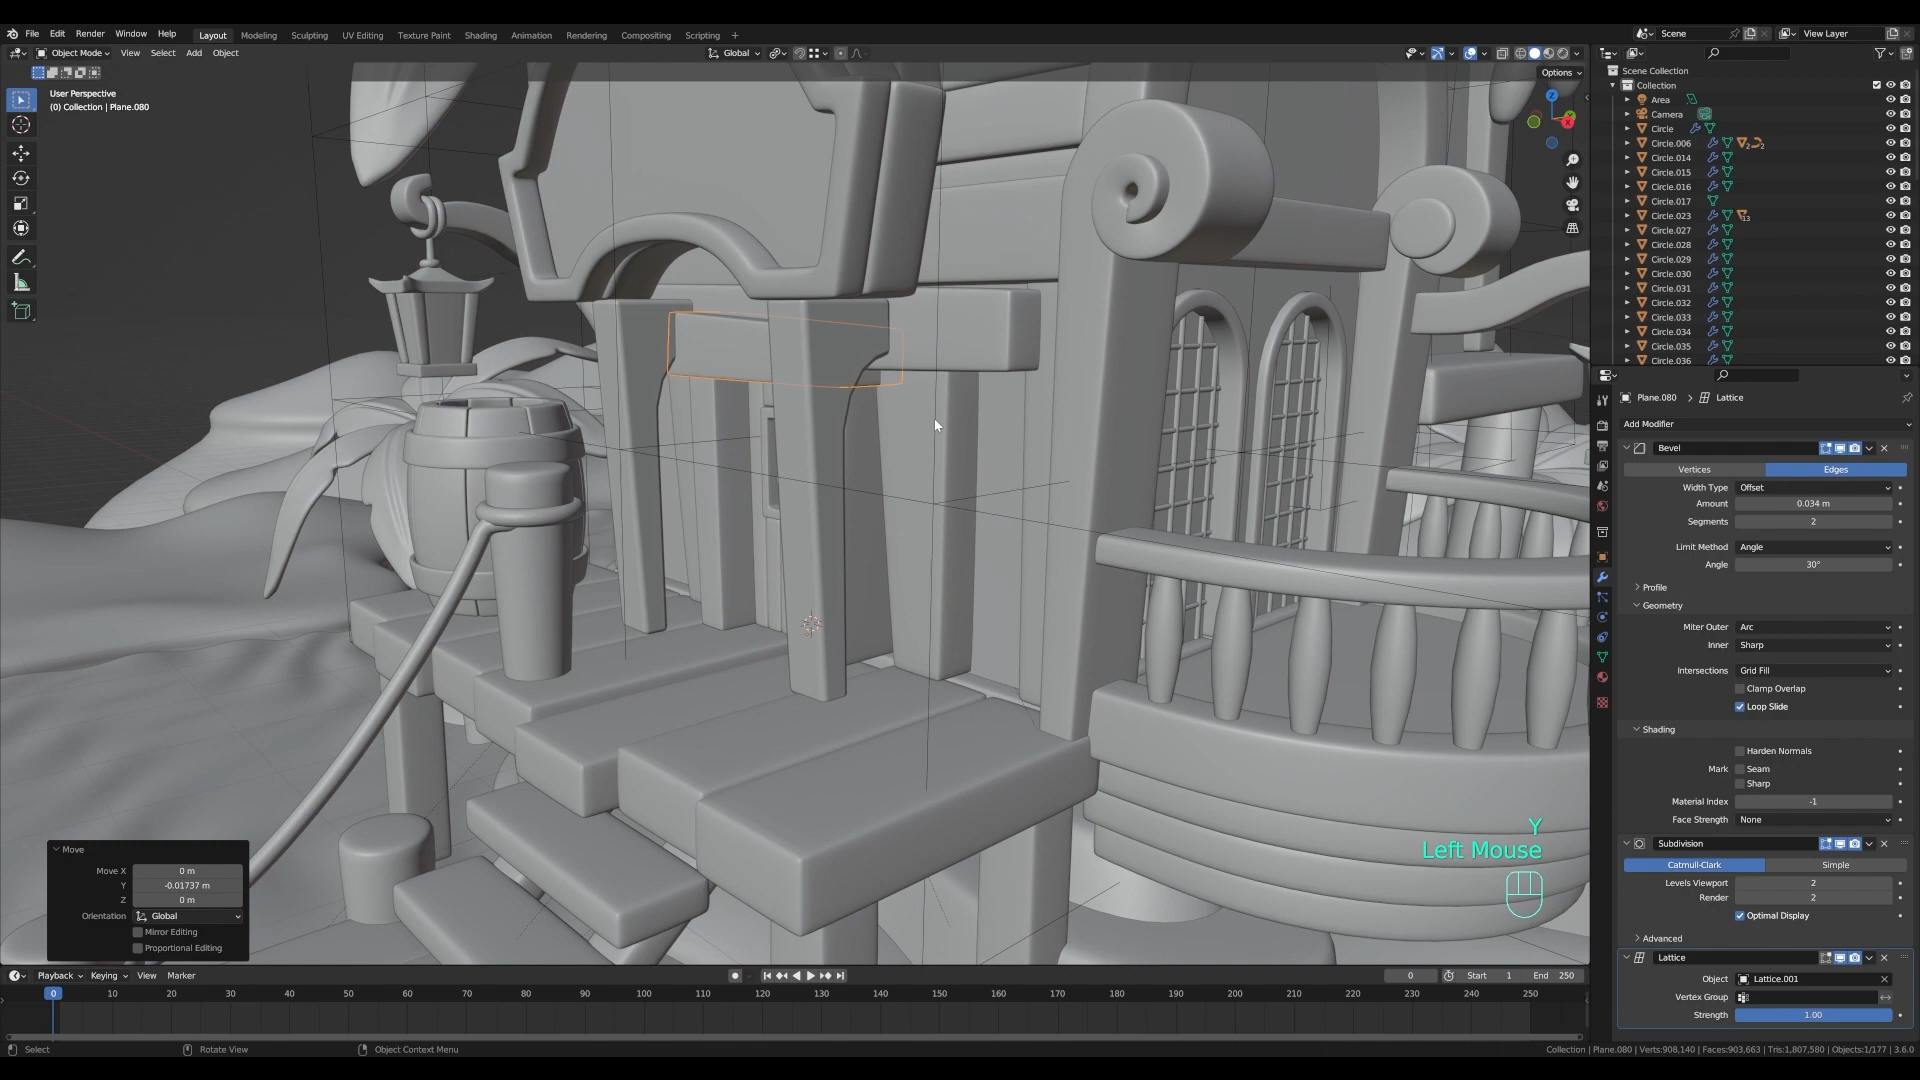 File Edit Render Window Help Layout Modeling Sculpting UV Editing Texture Paint Shading Animation Rendering Compositing Scripting + Scene View Layer
Object Mode View Select Add Object Global
Options
User Perspective
(0) Collection | Plane.080
Scene Collection
Collection
Area
Camera
Circle
Circle.006 2 2
Circle.014
Circle.015
Circle.016
Circle.017
Circle.023 13
Circle.027
Circle.028
Circle.029
Circle.030
Circle.031
Circle.032
Circle.033
Circle.034
Circle.035
Circle.036
Plane.080 > Lattice
Add Modifier
Bevel
Vertices Edges
Width Type Offset
Amount 0.034 m
Segments 2
Limit Method Angle
Angle 30°
Profile
Geometry
Miter Outer Arc
Inner Sharp
Intersections Grid Fill
Clamp Overlap
Loop Slide
Shading
Harden Normals
Mark Seam
Sharp
Material Index -1
Face Strength None
Subdivision
Catmull-Clark Simple
Levels Viewport 2
Render 2
Optimal Display
Advanced
Lattice
Object Lattice.001
Vertex Group
Strength 1.00
Y
Left Mouse
Move
Move X 0 m
Y -0.01737 m
Z 0 m
Orientation Global
Mirror Editing
Proportional Editing
Playback Keying View Marker 0 Start 1 End 250
0 10 20 30 40 50 60 70 80 90 100 110 120 130 140 150 160 170 180 190 200 210 220 230 240 250
Select Rotate View Object Context Menu Collection | Plane.080 | Verts:908,140 | Faces:903,663 | Tris:1,807,580 | Objects:1/177 | 3.6.0